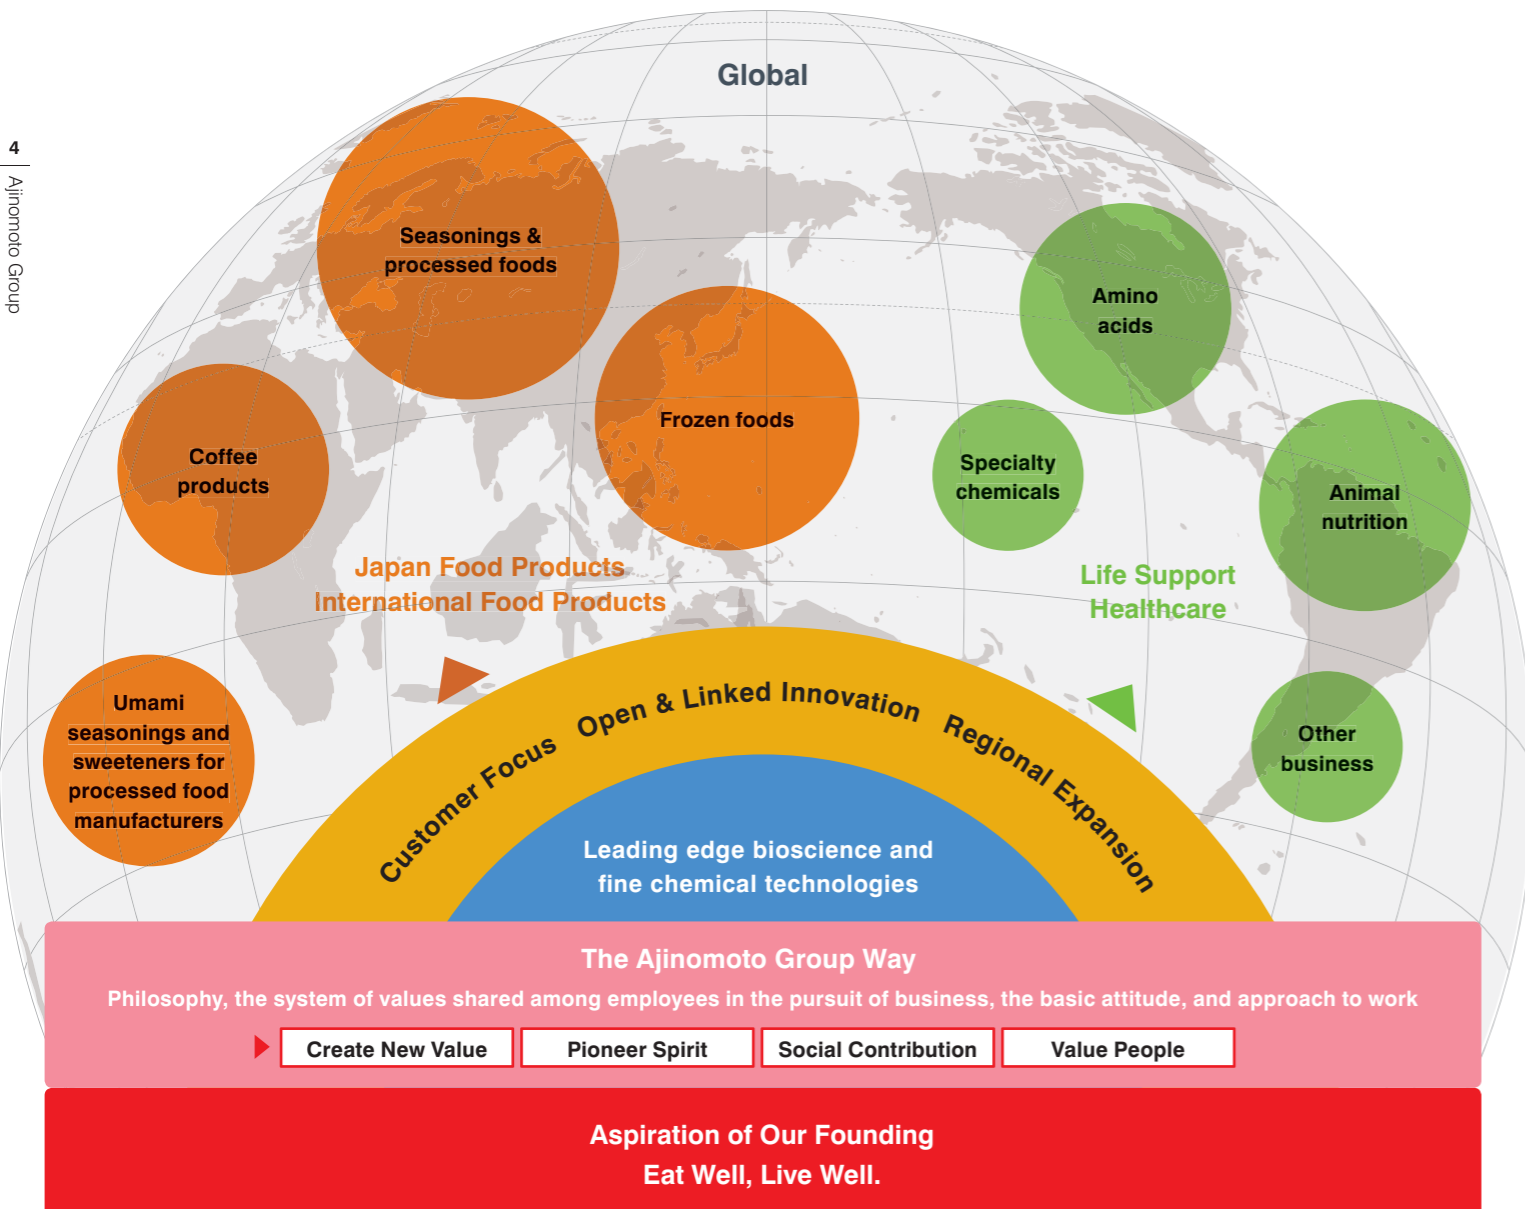 4
Ajinomoto Group
Global
Seasonings &
processed foods
Amino
acids
Frozen foods
Coffee
products
Specialty
chemicals
Animal
nutrition
Japan Food Products
International Food Products
Life Support
Healthcare
Umami
seasonings and
sweeteners for
processed food
manufacturers
Other
business
Customer Focus Open & Linked Innovation Regional Expansion
Leading edge bioscience and
fine chemical technologies
The Ajinomoto Group Way
Philosophy, the system of values shared among employees in the pursuit of business, the basic attitude, and approach to work
Create New Value
Pioneer Spirit
Social Contribution
Value People
Aspiration of Our Founding
Eat Well, Live Well.